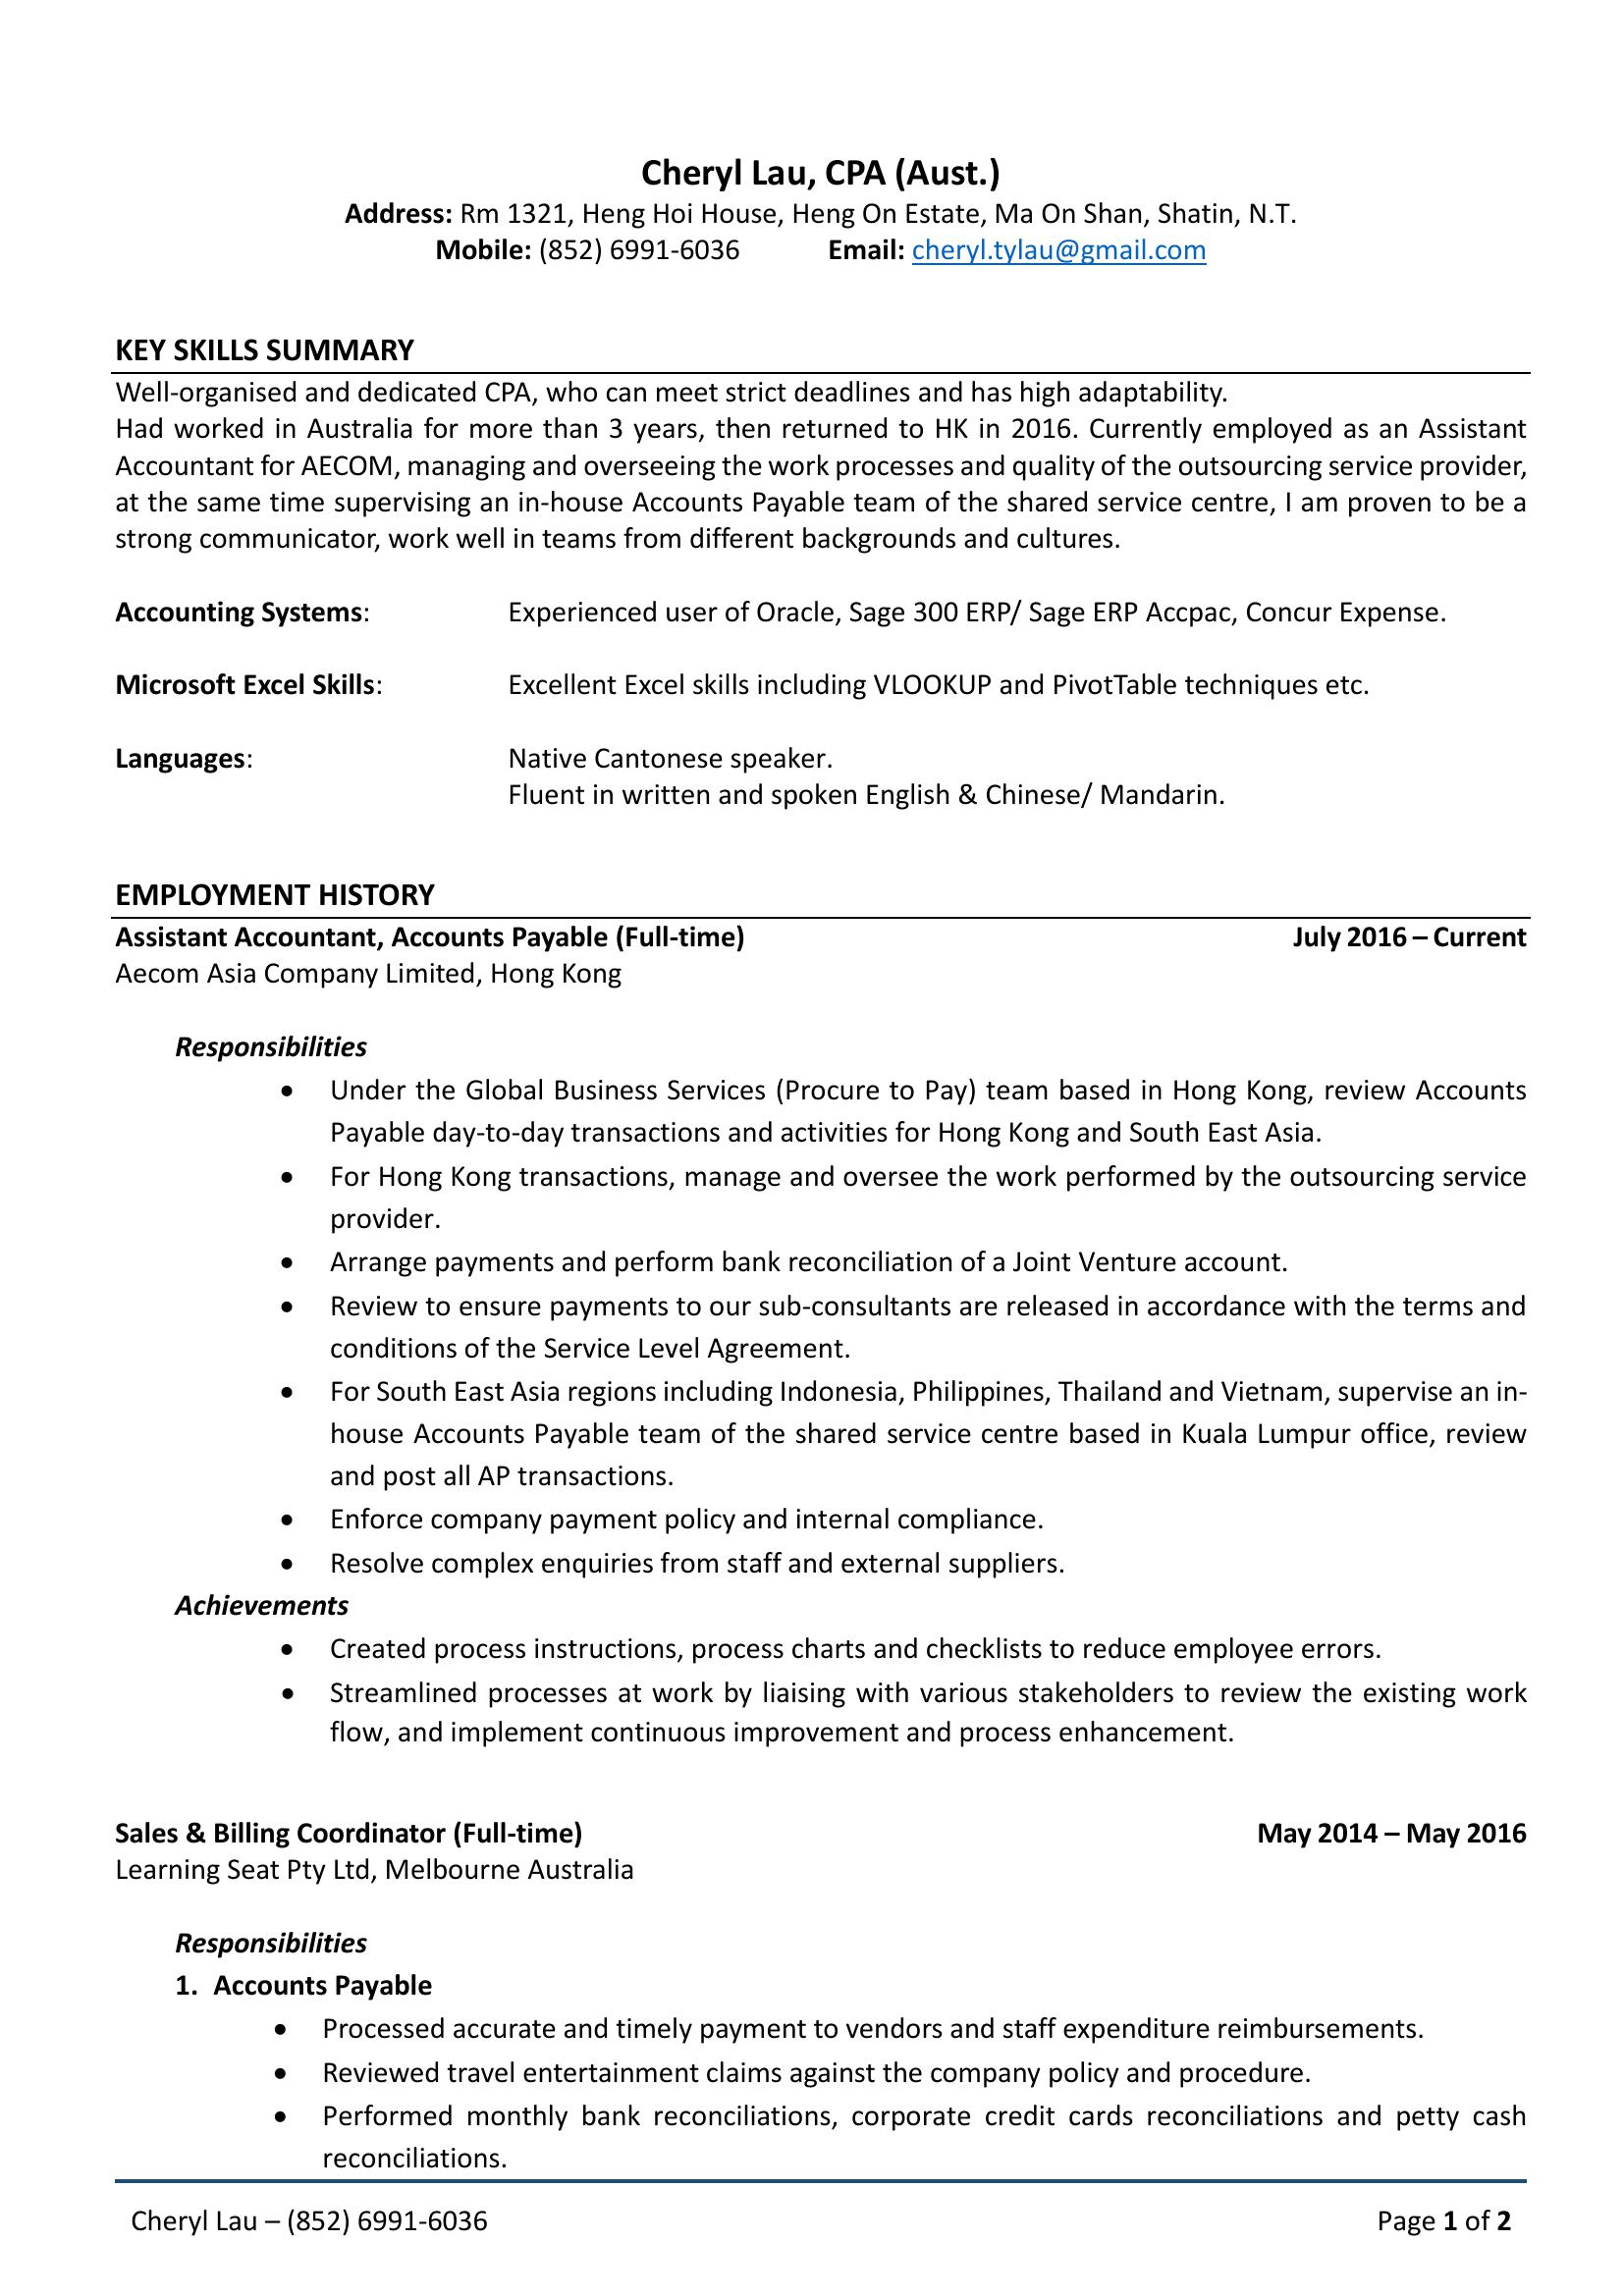 Cheryl Lau, CPA (Aust.)
Address: Rm 1321, Heng Hoi House, Heng On Estate, Ma On Shan, Shatin, N.T.
Mobile: (852) 6991-6036 Email: cheryl.tylau@gmail.com
KEY SKILLS SUMMARY
Well-organised and dedicated CPA, who can meet strict deadlines and has high adaptability.
Had worked in Australia for more than 3 years, then returned to HK in 2016. Currently employed as an Assistant
Accountant for AECOM, managing and overseeing the work processes and quality of the outsourcing service provider,
at the same time supervising an in-house Accounts Payable team of the shared service centre, I am proven to be a
strong communicator, work well in teams from different backgrounds and cultures.
Accounting Systems: Experienced user of Oracle, Sage 300 ERP/ Sage ERP Accpac, Concur Expense.
Microsoft Excel Skills: Excellent Excel skills including VLOOKUP and PivotTable techniques etc.
Languages: Native Cantonese speaker.
Fluent in written and spoken English & Chinese/ Mandarin.
EMPLOYMENT HISTORY
Assistant Accountant, Accounts Payable (Full-time) July 2016 – Current
Aecom Asia Company Limited, Hong Kong
Responsibilities
• Under the Global Business Services (Procure to Pay) team based in Hong Kong, review Accounts
Payable day-to-day transactions and activities for Hong Kong and South East Asia.
• For Hong Kong transactions, manage and oversee the work performed by the outsourcing service
provider.
• Arrange payments and perform bank reconciliation of a Joint Venture account.
• Review to ensure payments to our sub-consultants are released in accordance with the terms and
conditions of the Service Level Agreement.
• For South East Asia regions including Indonesia, Philippines, Thailand and Vietnam, supervise an in-
house Accounts Payable team of the shared service centre based in Kuala Lumpur office, review
and post all AP transactions.
• Enforce company payment policy and internal compliance.
• Resolve complex enquiries from staff and external suppliers.
Achievements
• Created process instructions, process charts and checklists to reduce employee errors.
• Streamlined processes at work by liaising with various stakeholders to review the existing work
flow, and implement continuous improvement and process enhancement.
Sales & Billing Coordinator (Full-time) May 2014 – May 2016
Learning Seat Pty Ltd, Melbourne Australia
Responsibilities
1. Accounts Payable
• Processed accurate and timely payment to vendors and staff expenditure reimbursements.
• Reviewed travel entertainment claims against the company policy and procedure.
• Performed monthly bank reconciliations, corporate credit cards reconciliations and petty cash
reconciliations.
Cheryl Lau – (852) 6991-6036 Page 1 of 2